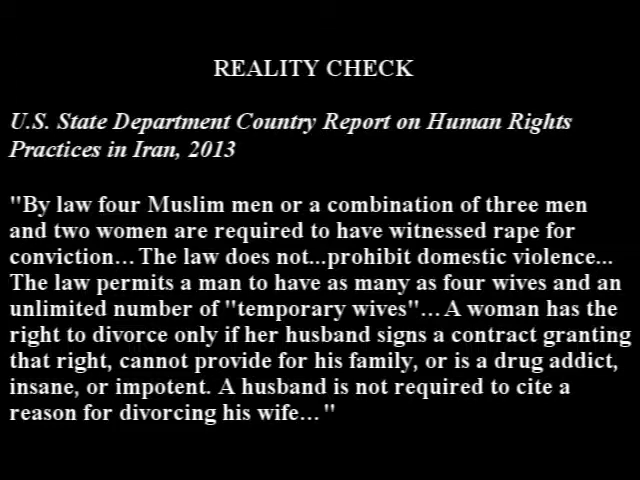 REALITY CHECK
U.S. State Department Country Report on Human Rights
Practices in Iran, 2013
"By law four Muslim men or a combination of three men
and two women are required to have witnessed rape for
conviction... The law does not...prohibit domestic violence...
The law permits a man to have as many as four wives and an
unlimited number of "temporary wives"... A woman has the
right to divorce only if her husband signs a contract granting
that right, cannot provide for his family, or is a drug addict,
insane, or impotent. A husband is not required to cite a
reason for divorcing his wife... "